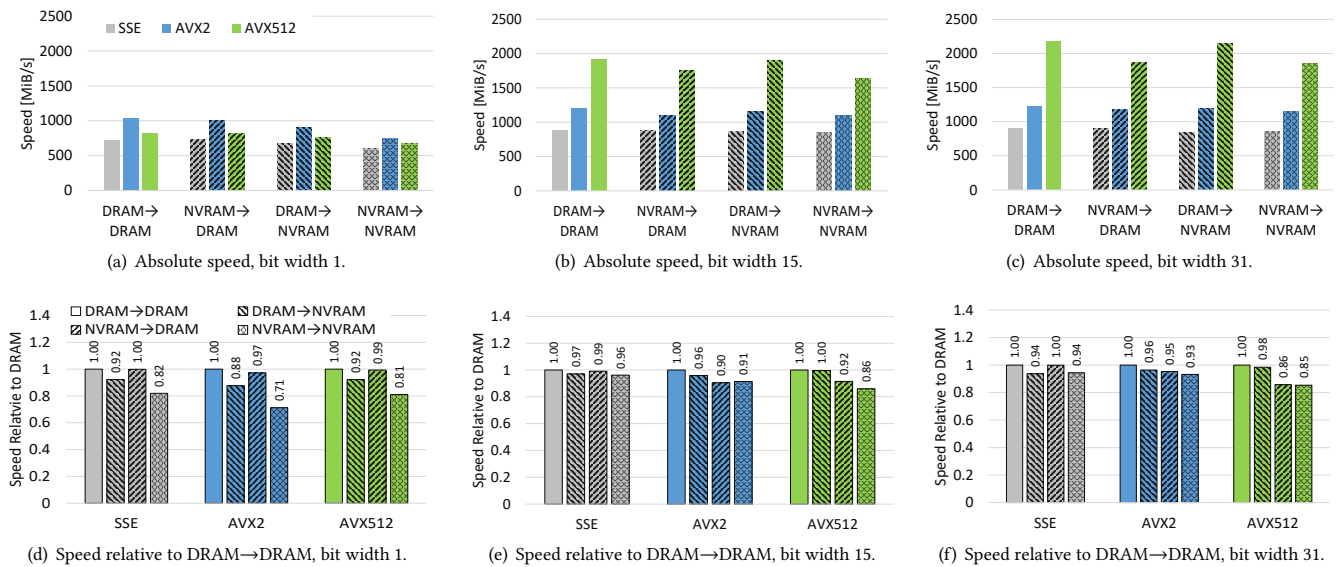 SSE AVX2 AVX512
Speed [MiB/s]
2500
2000
1500
1000
500
0
DRAM→ NVRAM→ DRAM→ NVRAM→
DRAM DRAM NVRAM NVRAM
(a) Absolute speed, bit width 1.
Speed [MiB/s]
2500
2000
1500
1000
500
0
DRAM→ NVRAM→ DRAM→ NVRAM→
DRAM DRAM NVRAM NVRAM
(b) Absolute speed, bit width 15.
Speed [MiB/s]
2500
2000
1500
1000
500
0
DRAM→ NVRAM→ DRAM→ NVRAM→
DRAM DRAM NVRAM NVRAM
(c) Absolute speed, bit width 31.
DRAM→DRAM DRAM→NVRAM
NVRAM→DRAM NVRAM→NVRAM
Speed Relatvie to DRAM
1.4
1.2
1
0.8
0.6
0.4
0.2
0
1.00 0.92 1.00 0.82 1.00 0.88 0.97 0.71 1.00 0.92 0.99 0.81
SSE AVX2 AVX512
(d) Speed relative to DRAM→DRAM, bit width 1.
Speed Relative to DRAM
1.4
1.2
1
0.8
0.6
0.4
0.2
0
1.00 0.97 0.99 0.96 1.00 0.96 0.90 0.91 1.00 1.00 0.92 0.86
SSE AVX2 AVX512
(e) Speed relative to DRAM→DRAM, bit width 15.
Speed Relative to DRAM
1.4
1.2
1
0.8
0.6
0.4
0.2
0
1.00 0.94 1.00 0.94 1.00 0.96 0.95 0.93 1.00 0.98 0.86 0.85
SSE AVX2 AVX512
(f) Speed relative to DRAM→DRAM, bit width 31.